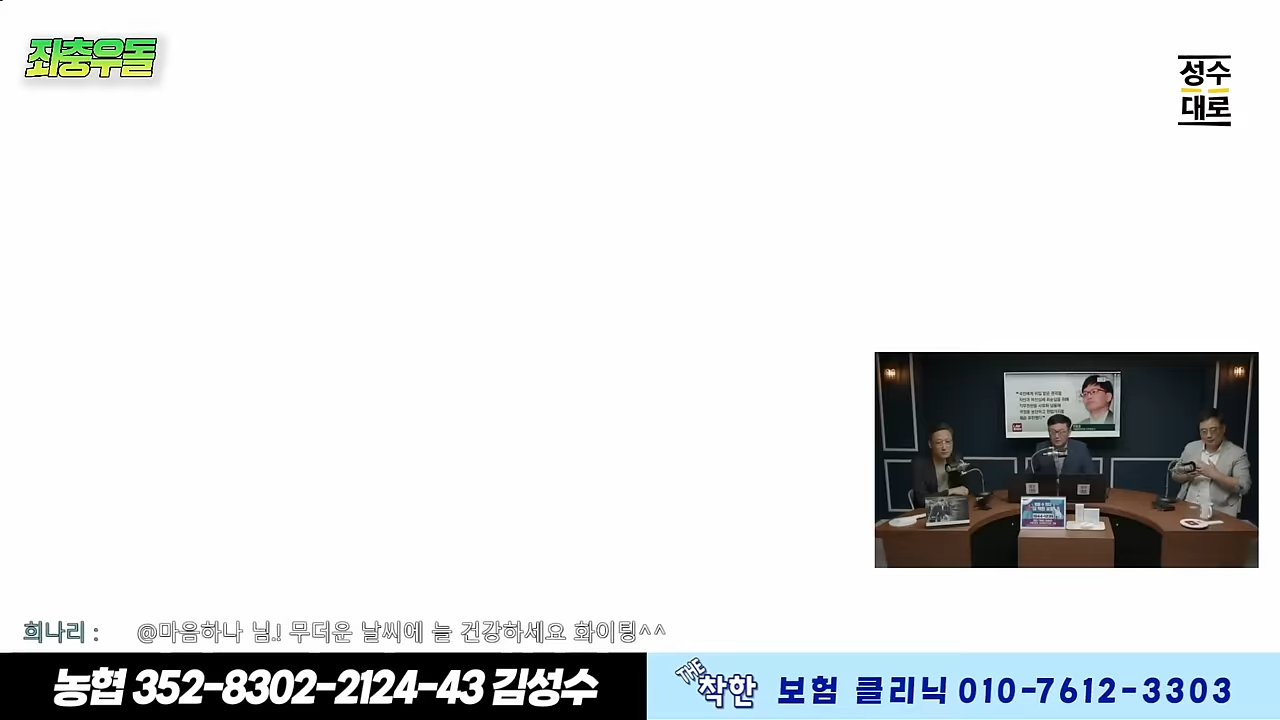 좌충우돌
성수
대로
희나리 : @마음하나 님.! 무더운 날씨에 늘 건강하세요 화이팅^^
농협 352-8302-2124-43 김성수
THE 착한 보험 클리닉 010-7612-3303